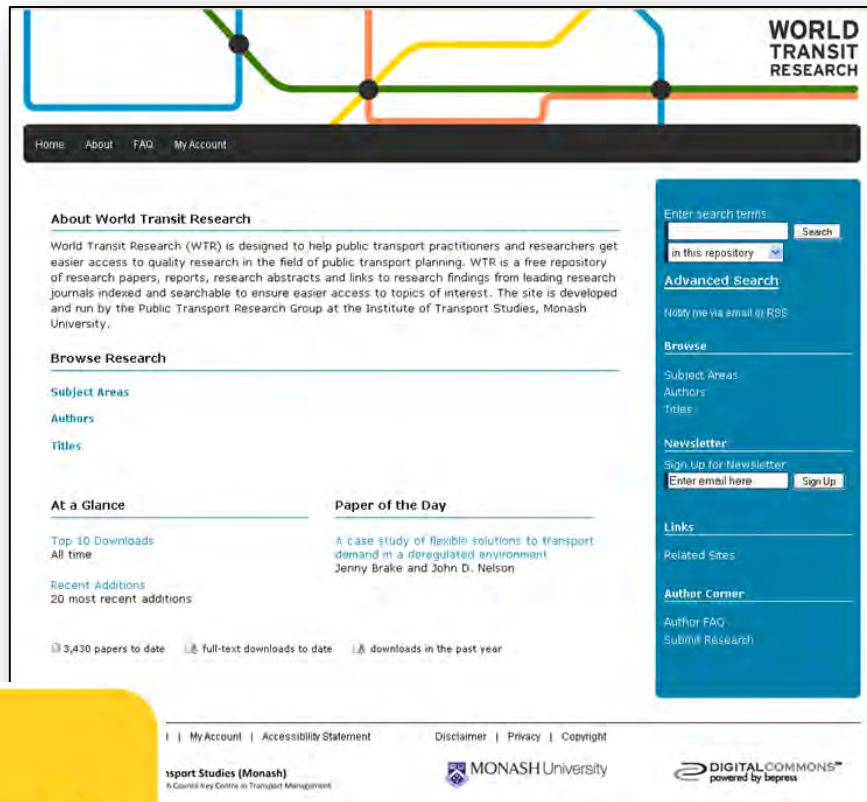 WORLD
TRANSIT
RESEARCH
Home About FAQ My Account
About World Transit Research
World Transit Research (WTR) is designed to help public transport practitioners and researchers get
easier access to quality research in the field of public transport planning. WTR is a free repository
of research papers, reports, research abstracts and links to research findings from leading research
journals indexed and searchable to ensure easier access to topics of interest. The site is developed
and run by the Public Transport Research Group at the Institute of Transport Studies, Monash
University.
Browse Research
Subject Areas
Authors
Titles
At a Glance
Top 10 Downloads
All time
Recent Additions
20 most recent additions
Paper of the Day
A case study of flexible solutions to transport
demand in a deregulated environment
Jenny Brake and John D. Nelson
3,430 papers to date full-text downloads to date downloads in the past year
Enter search terms
Search
in this repository
Advanced Search
Notify me via email or RSS
Browse
Subject Areas
Authors
Titles
Newsletter
Sign Up for Newsletter
Enter email here Sign Up
Links
Related Sites
Author Corner
Author FAQ
Submit Research
| My Account | Accessibility Statement Disclaimer | Privacy | Copyright
Studies (Monash)
Council Key Centre in Transport Management
MONASH University
DIGITALCOMMONS™
powered by bepress